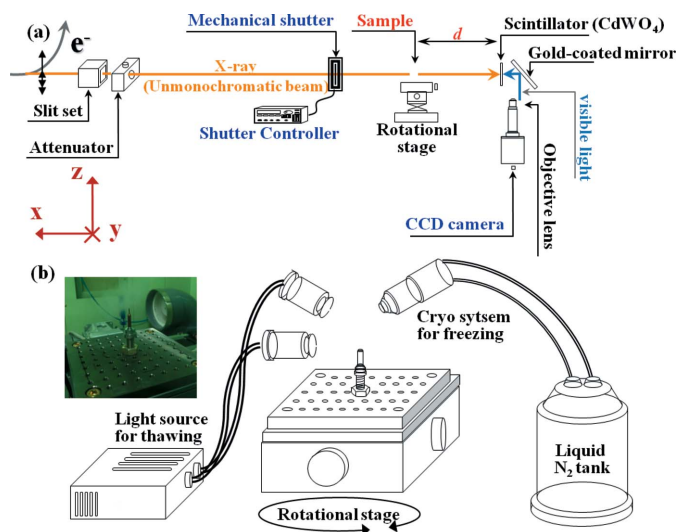 (a)
e-
Mechanical shutter
Sample
d
Scintillator (CdWO4)
Gold-coated mirror
X-ray
(Unmonochromatic beam)
Slit set
Attenuator
Shutter Controller
Rotational
stage
visible light
Objective
lens
CCD camera
z
x
y
(b)
Cryo sytsem
for freezing
Light source
for thawing
Liquid
N2 tank
Rotational stage